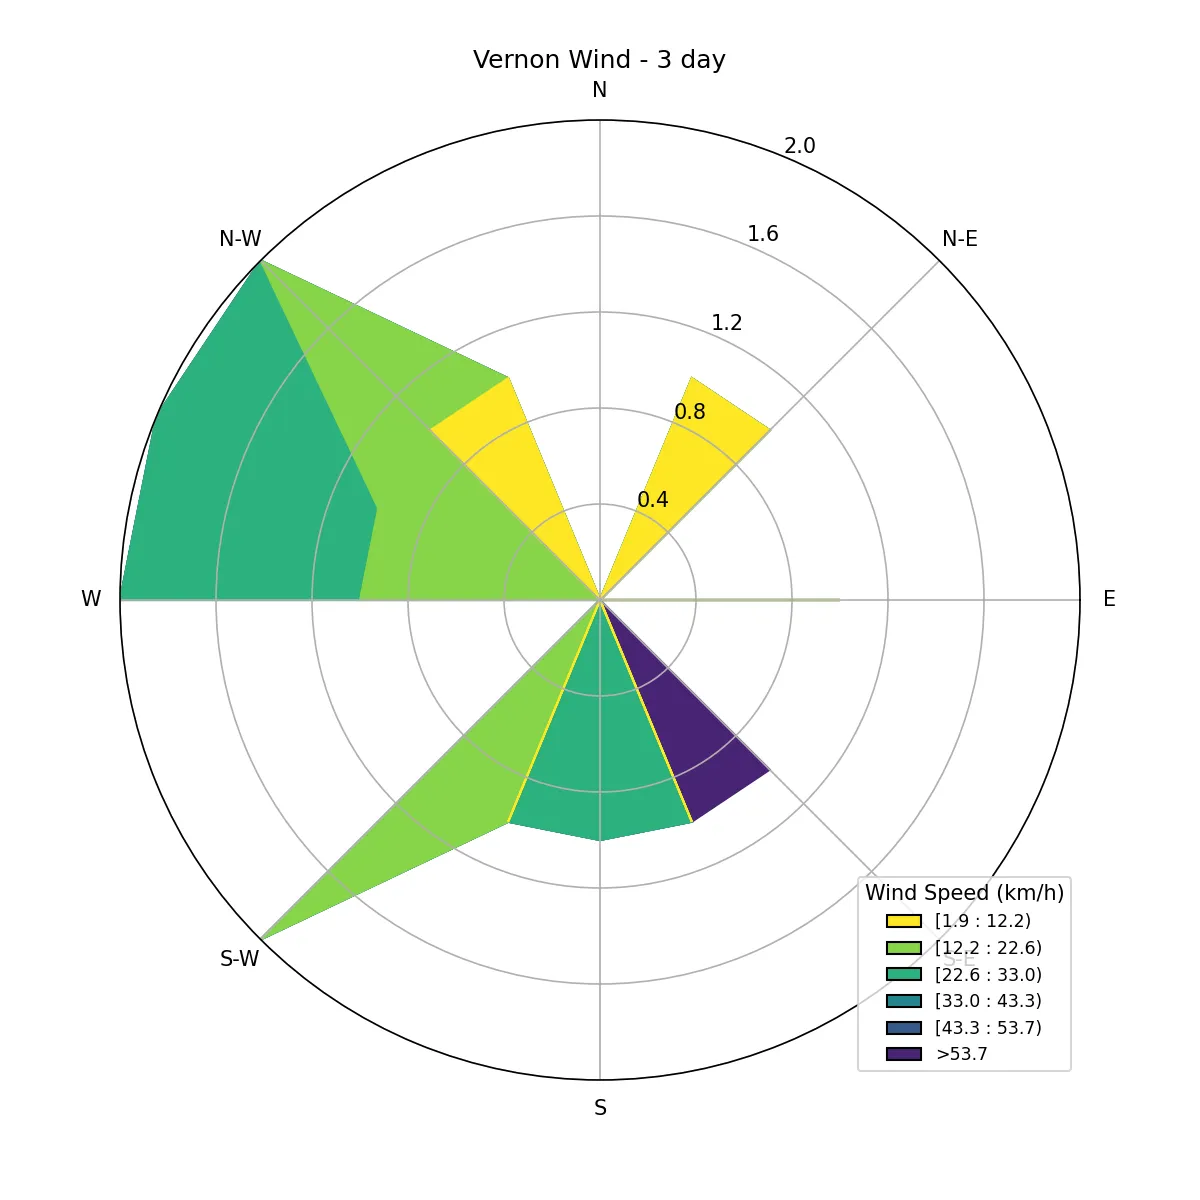 Vernon Wind - 3 day
N
2.0
1.6
N-W
N-E
1.2
0.8
0.4
W
E
Wind Speed (km/h)
[1.9 : 12.2)
[12.2 : 22.6)
S-W
S-E
[22.6 : 33.0)
[33.0 : 43.3)
[43.3 : 53.7)
>53.7
S